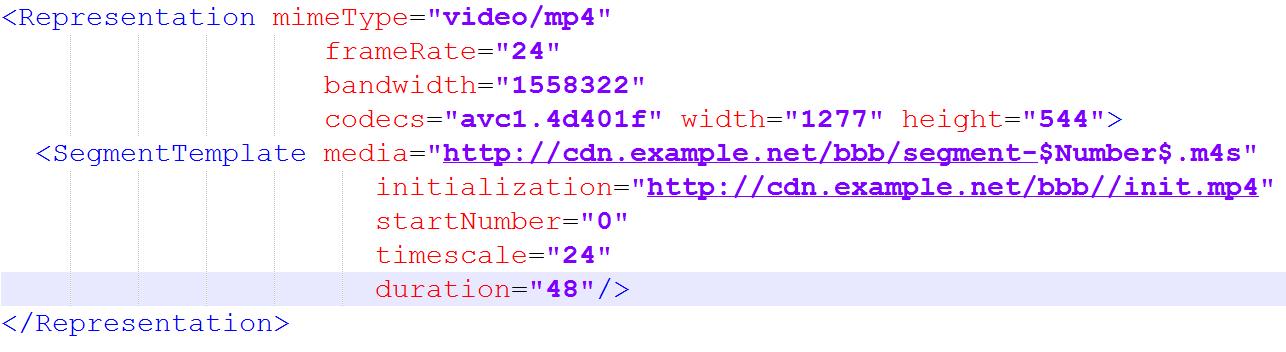 <Representation mimeType="video/mp4"
frameRate="24"
bandwidth="1558322"
codecs="avc1.4d401f" width="1277" height="544">
<SegmentTemplate media="http://cdn.example.net/bbb/segment-$Number$.m4s"
initialization="http://cdn.example.net/bbb//init.mp4"
startNumber="0"
timescale="24"
duration="48"/>
</Representation>